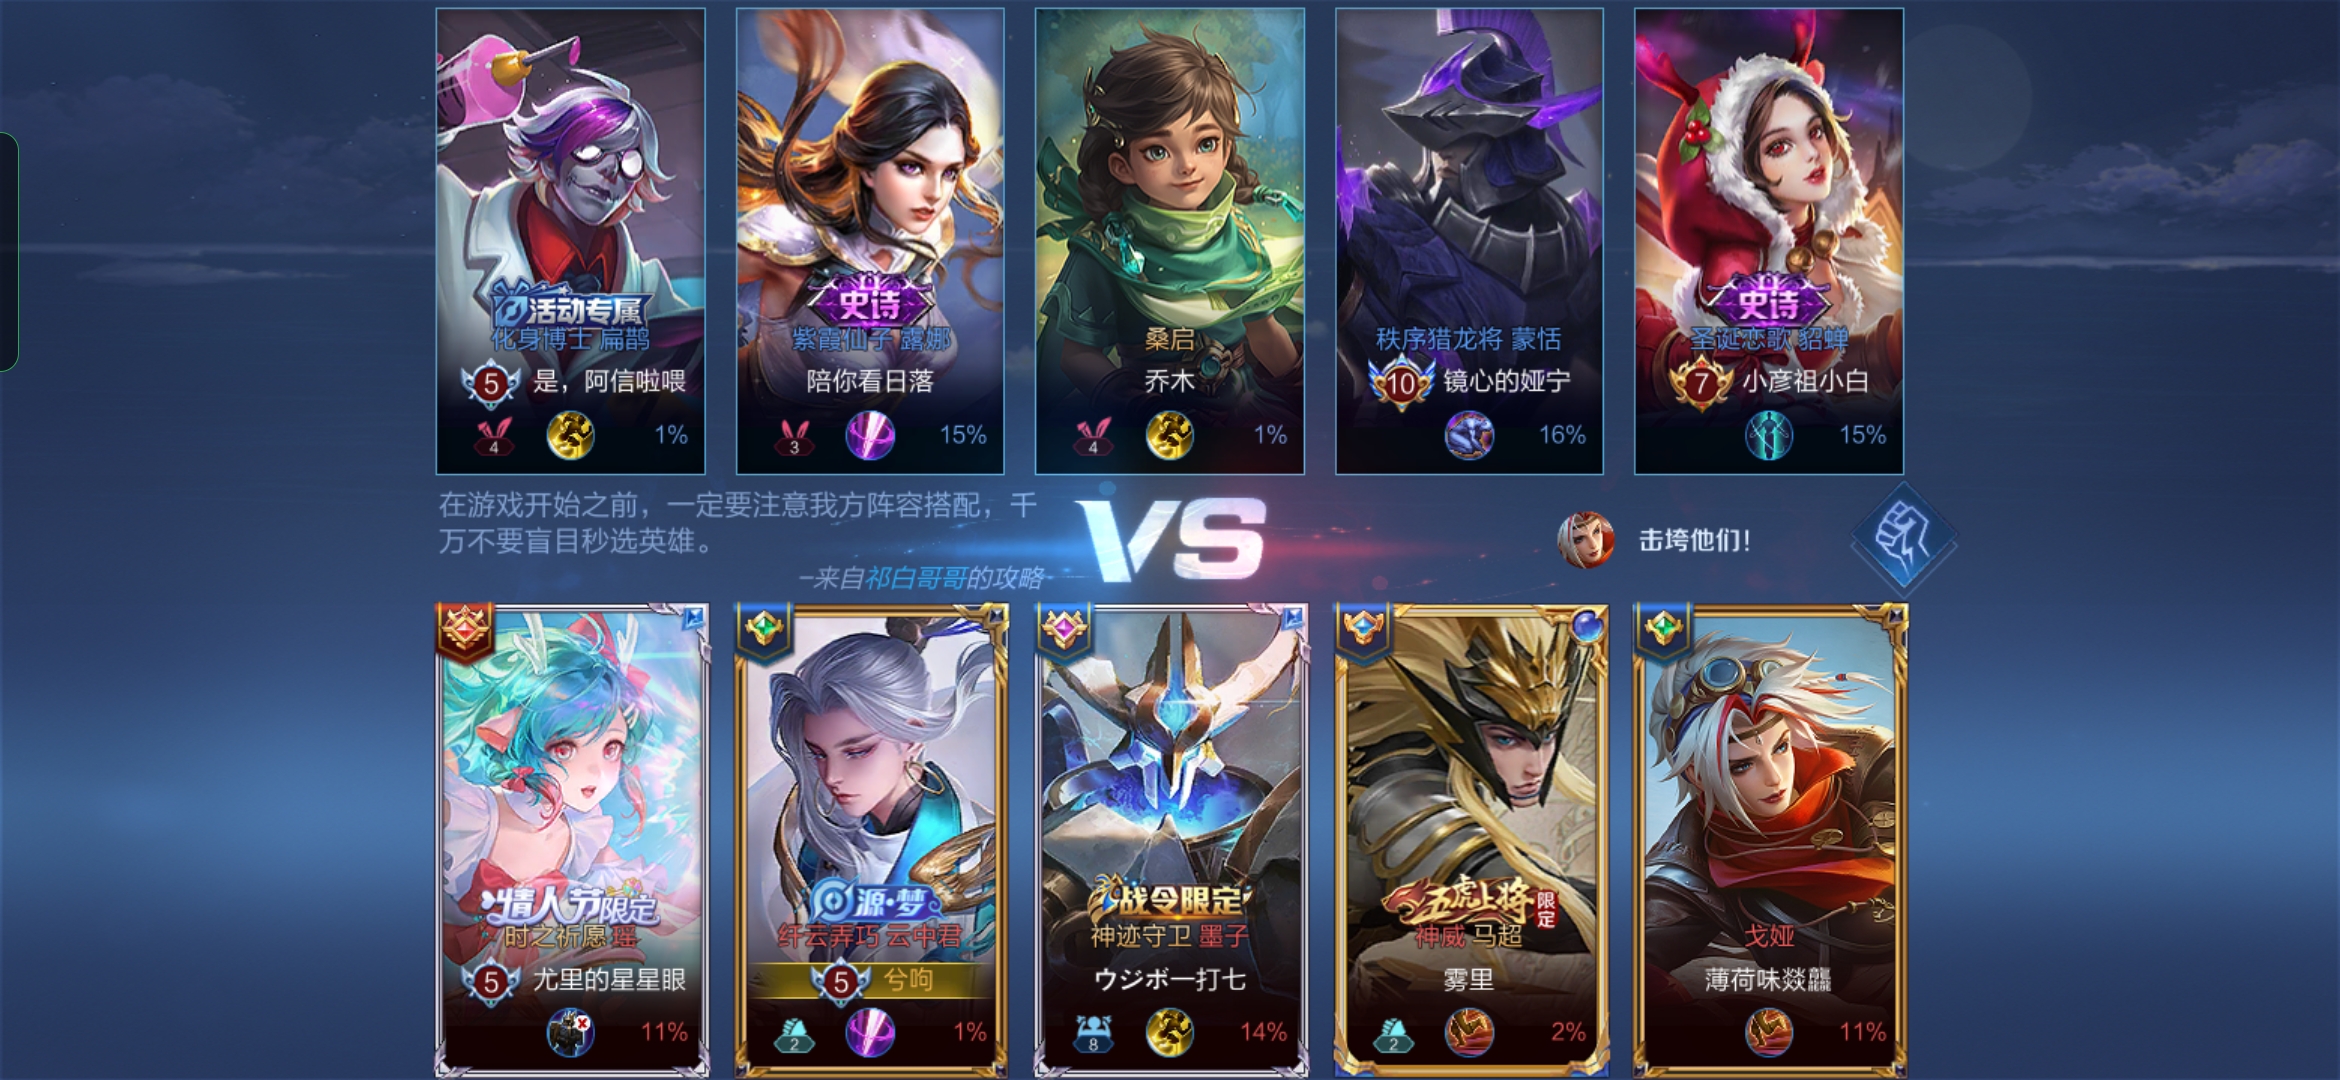 活动专属
化身博士 扁鹊
5 是，阿信啦喂
4 1%
史诗
紫霞仙子 露娜
陪你看日落
3 15%
桑启
乔木
4 1%
秩序猎龙将 蒙恬
10 镜心的娅宁
16%
史诗
圣诞恋歌 貂蝉
7 小彦祖小白
15%
在游戏开始之前，一定要注意我方阵容搭配，千
万不要盲目秒选英雄。
-来自祁白哥哥的攻略-
VS
击垮他们！
情人节限定
时之祈愿 瑶
5 尤里的星星眼
11%
源·梦
纤云弄巧 云中君
5 兮呴
2 1%
战令限定
神迹守卫 墨子
ウジボ一打七
8 14%
五虎上将 限定
神威 马超
雾里
2 2%
戈娅
薄荷味燚龘
11%